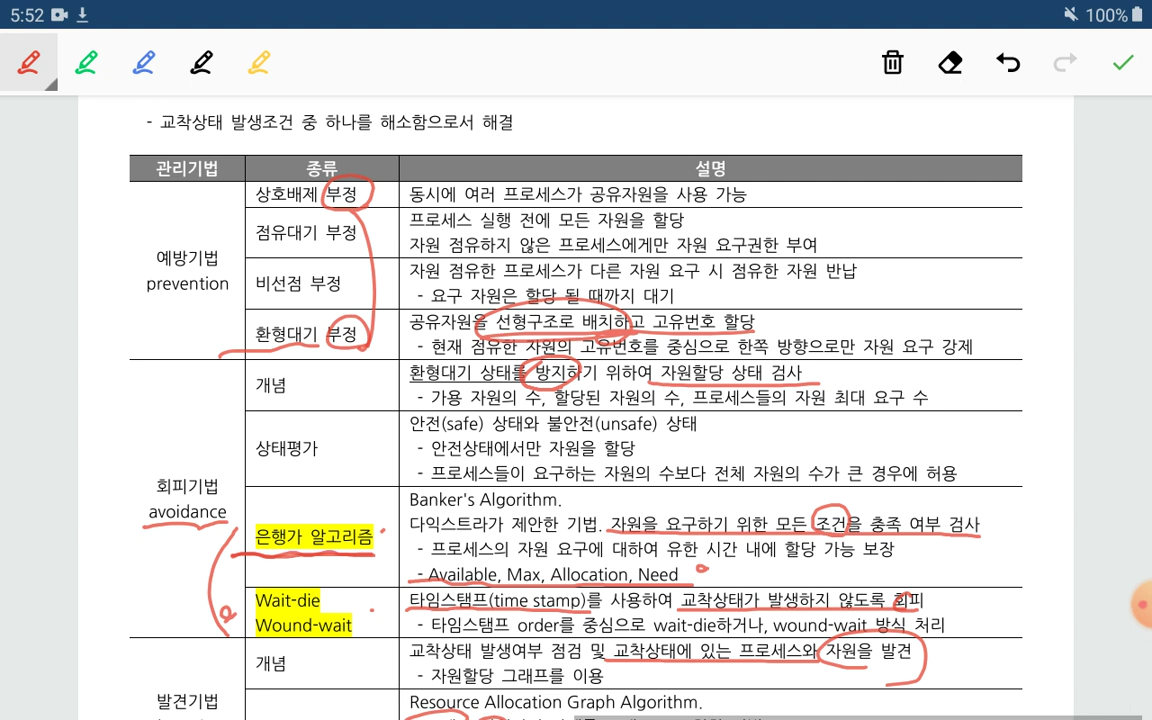 5:52
100%
- 교착상태 발생조건 중 하나를 해소함으로서 해결
관리기법 종류 설명
예방기법
prevention
상호배제 부정
동시에 여러 프로세스가 공유자원을 사용 가능
점유대기 부정
프로세스 실행 전에 모든 자원을 할당
자원 점유하지 않은 프로세스에게만 자원 요구권한 부여
비선점 부정
자원 점유한 프로세스가 다른 자원 요구 시 점유한 자원 반납
- 요구 자원은 할당 될 때까지 대기
환형대기 부정
공유자원을 선형구조로 배치하고 고유번호 할당
- 현재 점유한 자원의 고유번호를 중심으로 한쪽 방향으로만 자원 요구 강제
회피기법
avoidance
개념
환형대기 상태를 방지하기 위하여 자원할당 상태 검사
- 가용 자원의 수, 할당된 자원의 수, 프로세스들의 자원 최대 요구 수
상태평가
안전(safe) 상태와 불안전(unsafe) 상태
- 안전상태에서만 자원을 할당
- 프로세스들이 요구하는 자원의 수보다 전체 자원의 수가 큰 경우에 허용
은행가 알고리즘
Banker's Algorithm.
다익스트라가 제안한 기법. 자원을 요구하기 위한 모든 조건을 충족 여부 검사
- 프로세스의 자원 요구에 대하여 유한 시간 내에 할당 가능 보장
- Available, Max, Allocation, Need
Wait-die
Wound-wait
타임스탬프(time stamp)를 사용하여 교착상태가 발생하지 않도록 회피
- 타임스탬프 order를 중심으로 wait-die하거나, wound-wait 방식 처리
발견기법
개념
교착상태 발생여부 점검 및 교착상태에 있는 프로세스와 자원을 발견
- 자원할당 그래프를 이용
Resource Allocation Graph Algorithm.